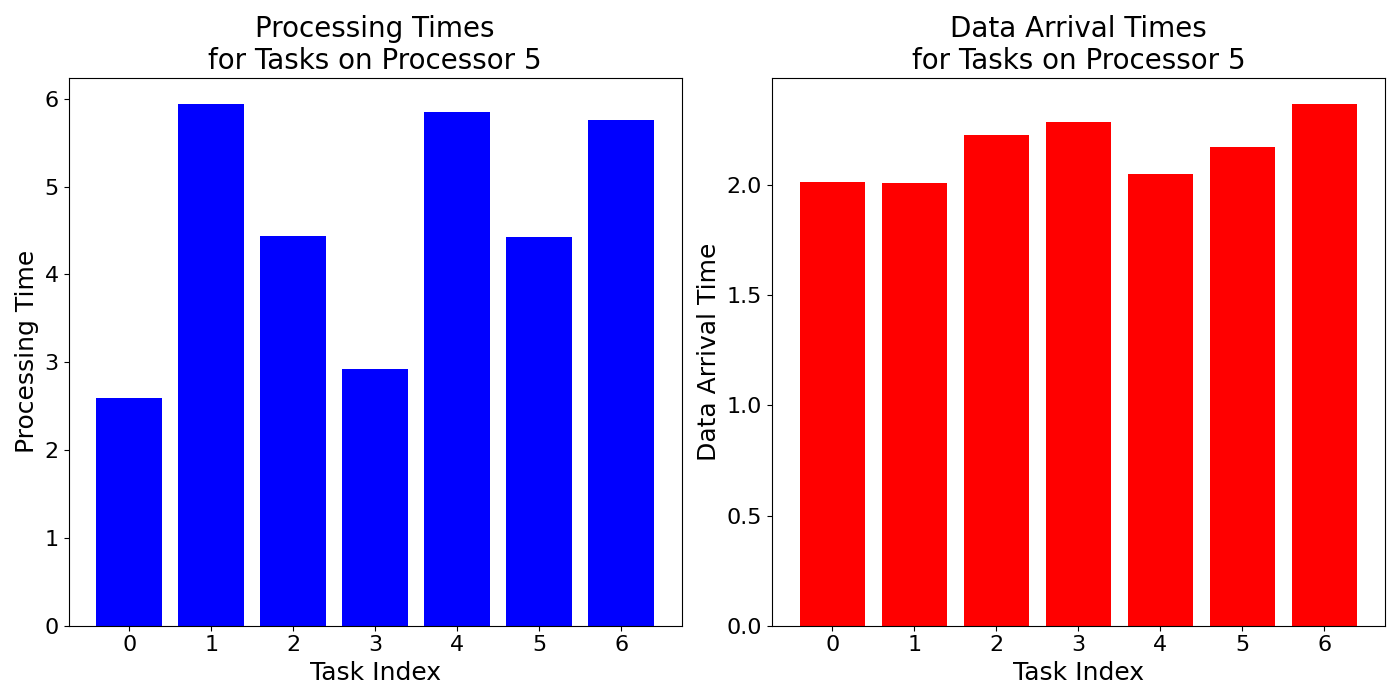 Processing Times
for Tasks on Processor 5
Processing Time
6
5
4
3
2
1
0
0 1 2 3 4 5 6
Task Index
Data Arrival Times
for Tasks on Processor 5
Data Arrival Time
2.0
1.5
1.0
0.5
0.0
0 1 2 3 4 5 6
Task Index